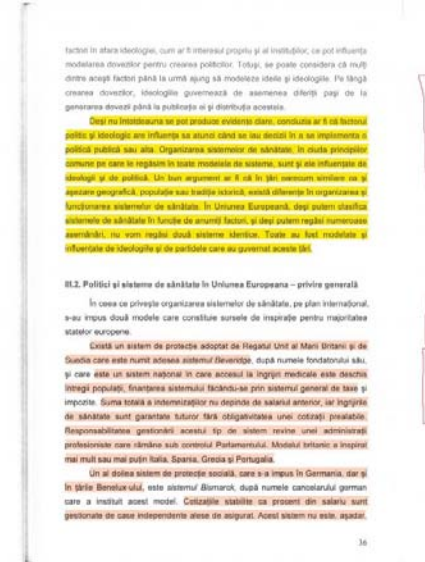 factori în afara ideologiei, cum ar fi interesul propriu și al instituțiilor, ce pot influența
modelarea dovezilor pentru crearea politicilor. Totuși, se poate considera că mulți
dintre acești factori până la urmă ajung să modeleze ideile și ideologiile. Pe lângă
crearea dovezilor, ideologiile guvernează de asemenea diferiți pași de la
generarea dovezii până la publicația ai și distribuția acesteia.
Deși nu întotdeauna se pot produce evidențe clare, concluzia ar fi că factorul
politic și ideologic are influența sa atunci când se iau decizii în a se implementa o
politică publică sau alta. Organizarea sistemelor de sănătate, în ciuda principiilor
comune pe care le regăsim în toate modelele de sisteme, sunt și ele influențate de
ideologii și de politică. Un bun argument ar fi că în țări oarecum similare ca și
așezare geografică, populație sau tradiție istorică, există diferențe în organizarea și
funcționarea sistemelor de sănătate. În Uniunea Europeană, deși putem clasifica
sistemele de sănătate în funcție de anumiți factori, și deși putem regăsi numeroase
asemănări, nu vom regăsi două sisteme identice. Toate au fost modelate și
influențate de ideologiile și de partidele care au guvernat aceste țări.
III.2. Politici și sisteme de sănătate în Uniunea Europeana – privire generală
În ceea ce privește organizarea sistemelor de sănătate, pe plan internațional,
s-au impus două modele care constituie sursele de inspirație pentru majoritatea
statelor europene.
Există un sistem de protecție adoptat de Regatul Unit al Marii Britanii și de
Suedia care este numit adesea sistemul Beveridge, după numele fondatorului său,
și care este un sistem național în care accesul la îngrijiri medicale este deschis
întregii populații, finanțarea sistemului făcându-se prin sistemul general de taxe și
impozite. Suma totală a indemnizațiilor nu depinde de salariul anterior, iar îngrijirile
de sănătate sunt garantate tuturor fără obligativitatea unei cotizații prealabile.
Responsabilitatea gestionării acestui tip de sistem revine unei administrații
profesioniste care rămâne sub controlul Parlamentului. Modelul britanic a inspirat
mai mult sau mai puțin Italia, Spania, Grecia și Portugalia.
Un al doilea sistem de protecție socială, care s-a impus în Germania, dar și
în țările Benelux-ului, este sistemul Bismarck, după numele cancelarului german
care a instituit acest model. Cotizațiile stabilite ca procent din salariu sunt
gestionate de case independente alese de asigurat. Acest sistem nu este, așadar,
36